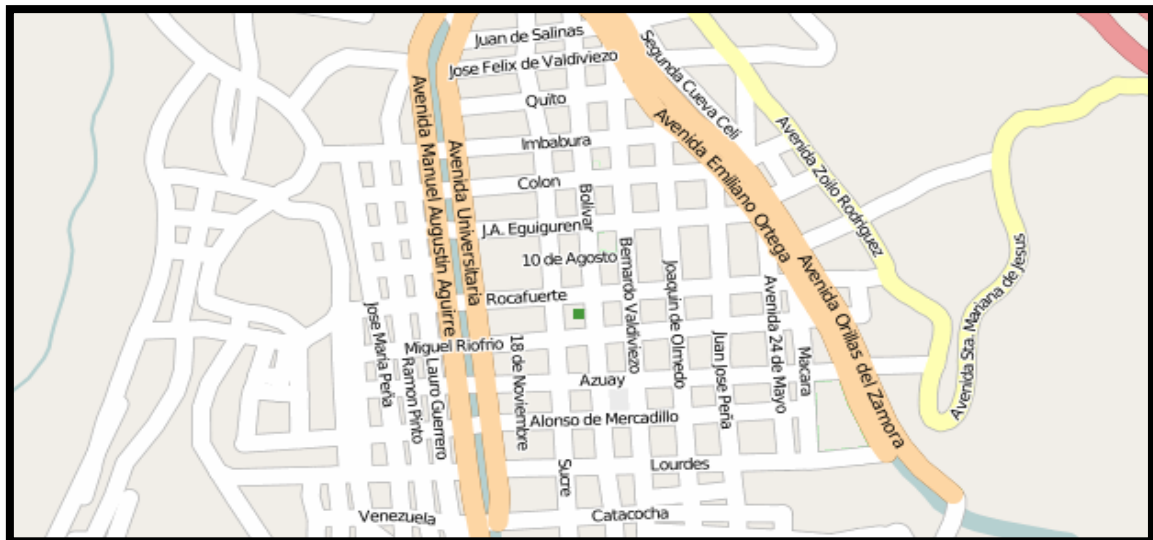 Juan de Salinas
Jose Felix de Valdiviezo
Segunda Cueva Celi
Quito
Avenida Manuel Augustin Aguirre
Avenida Universitaria
Imbabura
Avenida Emiliano Ortega
Avenida Zoilo Rodriguez
Colon
Bolivar
J.A. Eguiguren
10 de Agosto
Bernardo Valdiviezo
Joaquin de Olmedo
Avenida 24 de Mayo
Avenida Orillas del Zamora
Avenida Sta. Mariana de Jesus
Rocafuerte
Jose Maria Peña
Miguel Riofrio
18 de Noviembre
Juan Jose Peña
Macara
Ramon Pinto
Lauro Guerrero
Azuay
Alonso de Mercadillo
Sucre
Lourdes
Venezuela
Catacocha